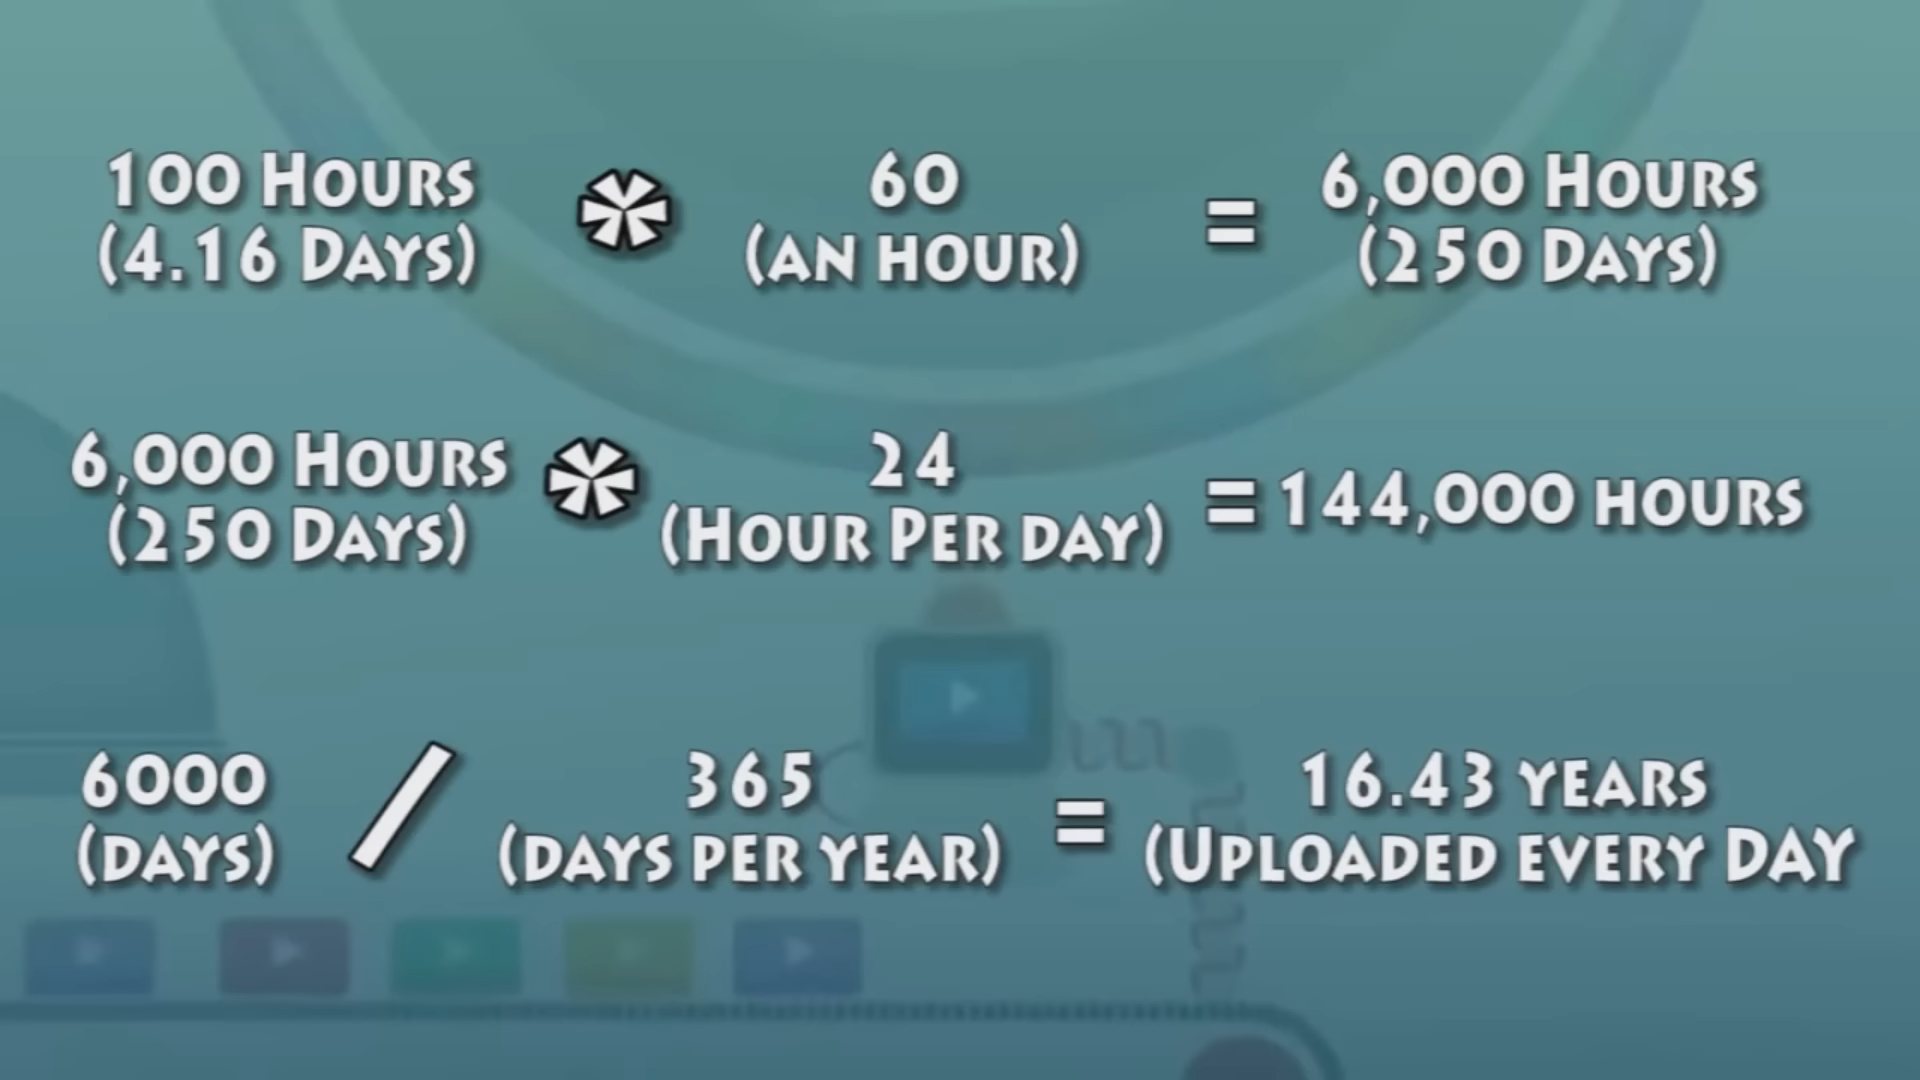 100 Hours * 60 = 6,000 Hours
(4.16 Days) (an hour) (250 Days)
6,000 Hours * 24 = 144,000 hours
(250 Days) (Hour Per day)
6000 / 365 = 16.43 years
(days) (days per year) (Uploaded every Day